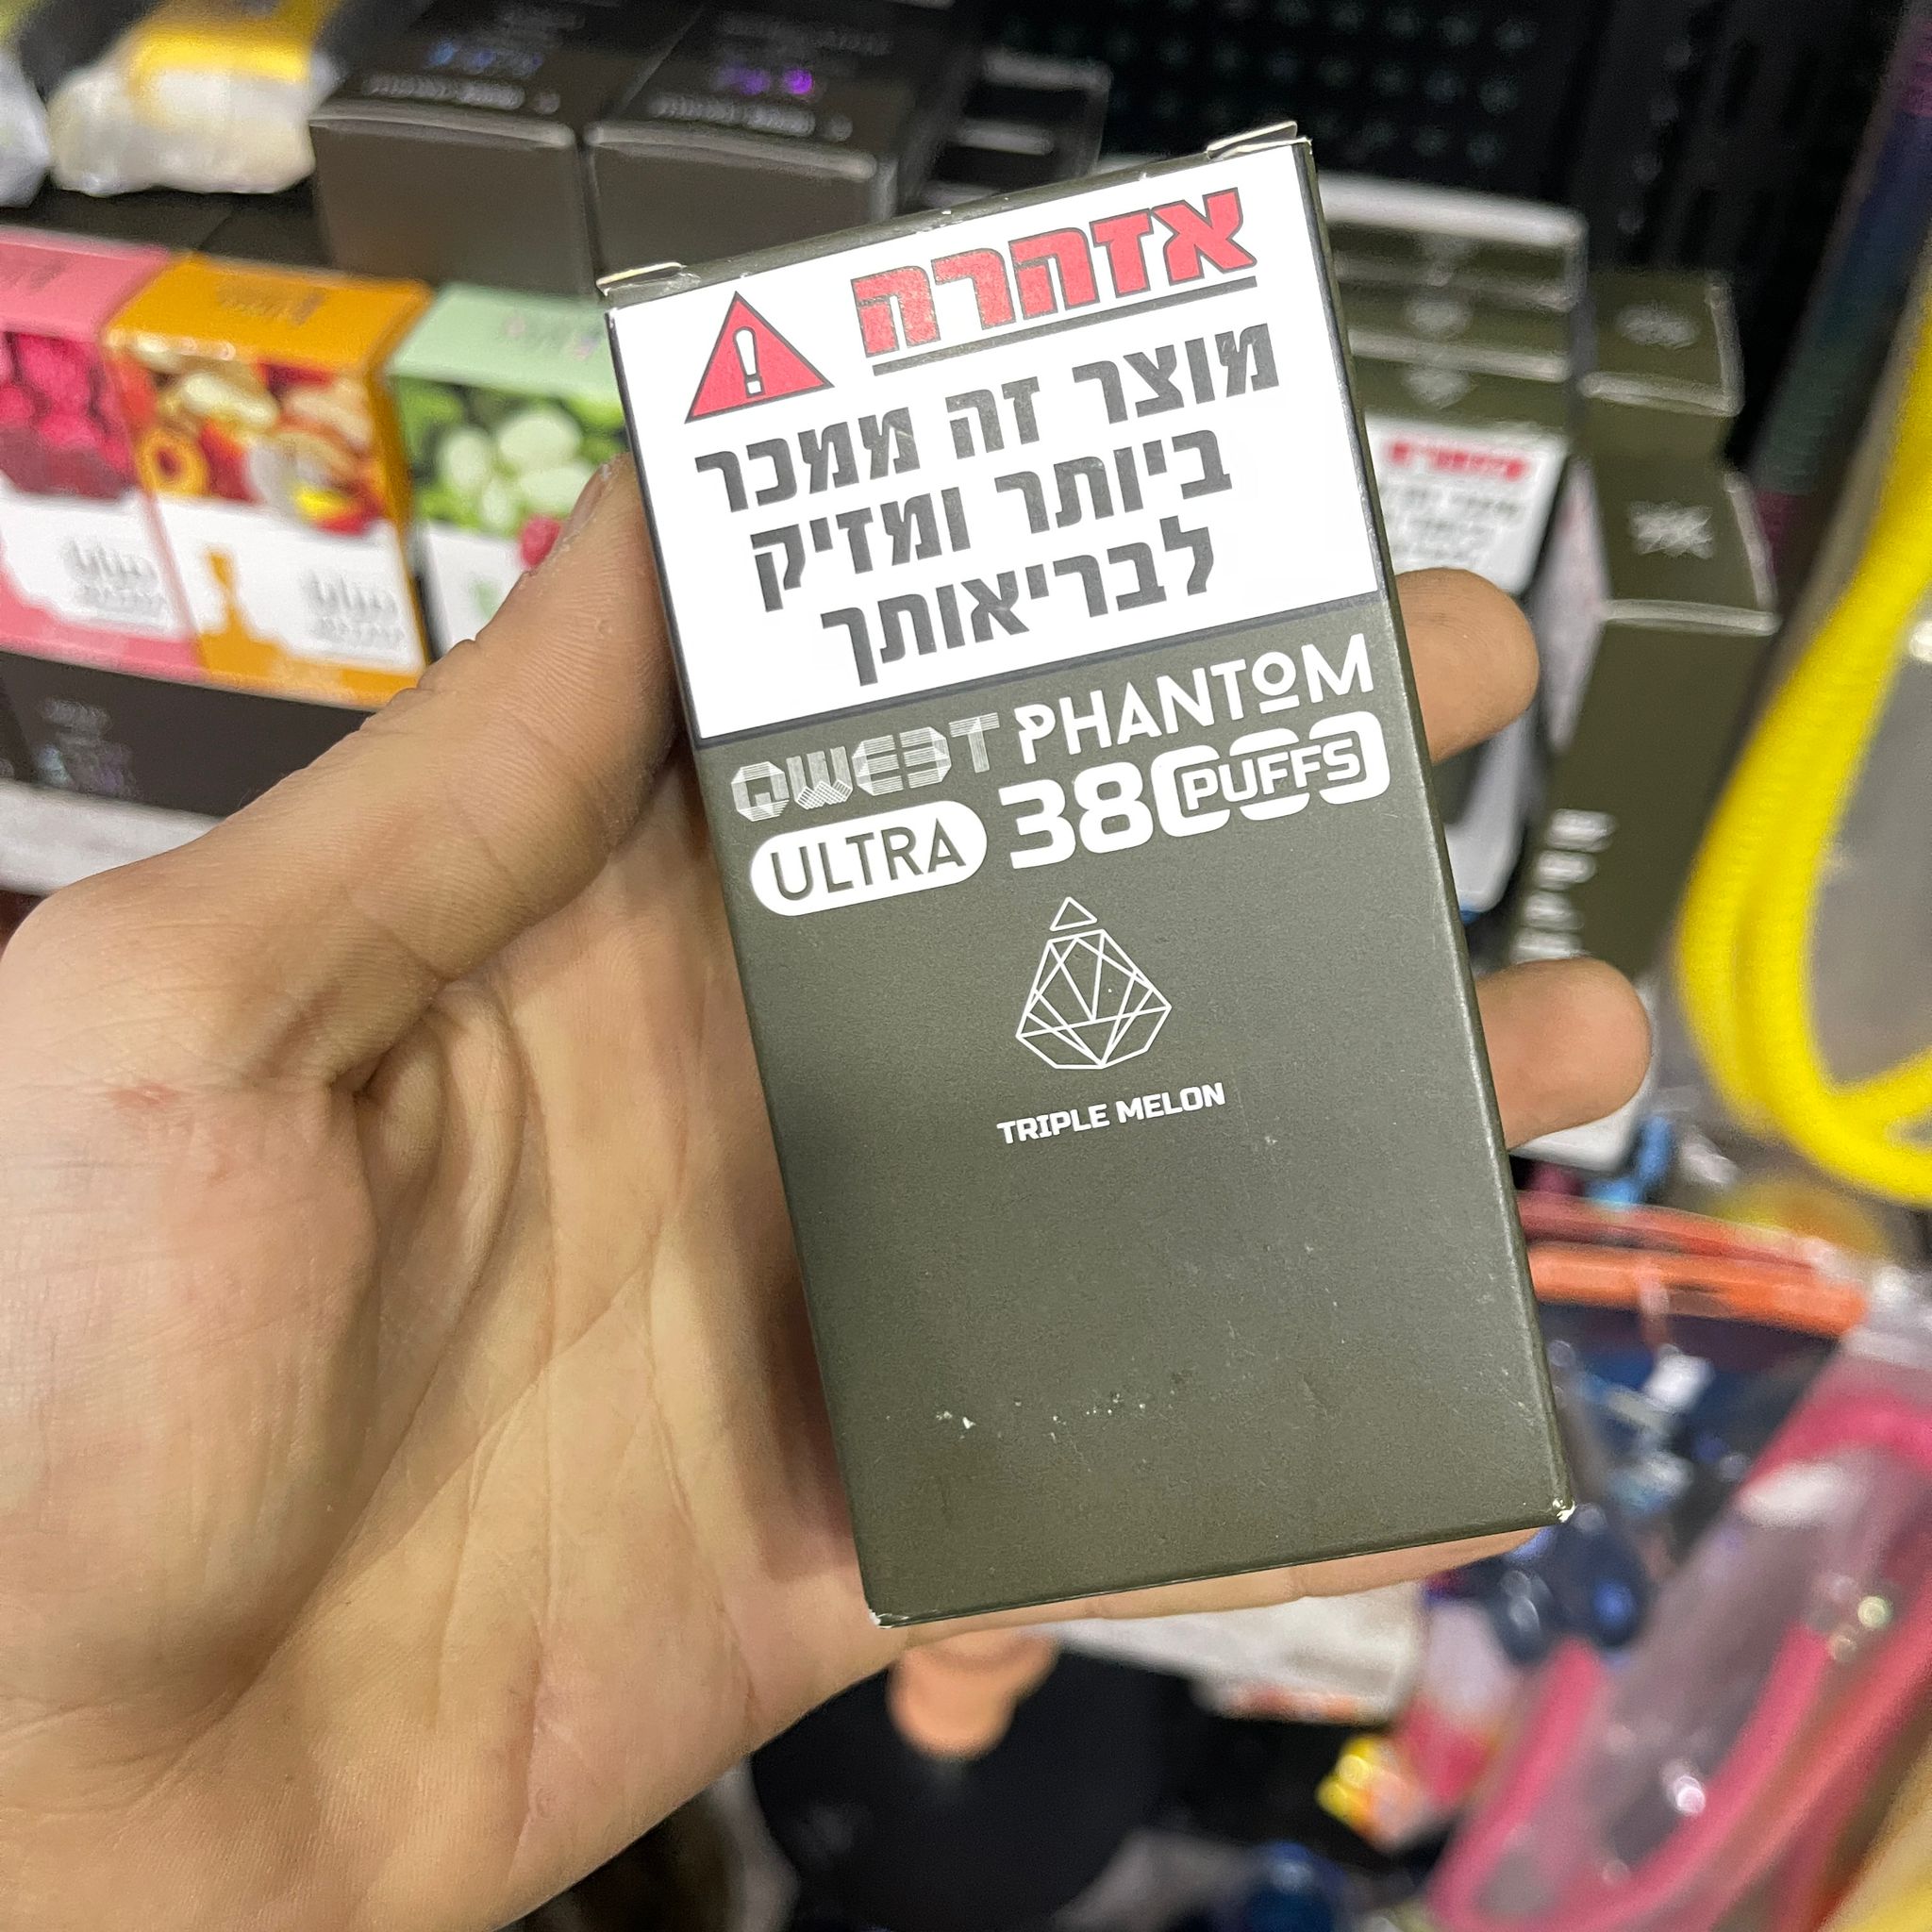 אזהרה
מוצר זה ממכר
ביותר ומזיק
לבריאותך
QWEST PHANTOM
ULTRA 38000 PUFFS
TRIPLE MELON